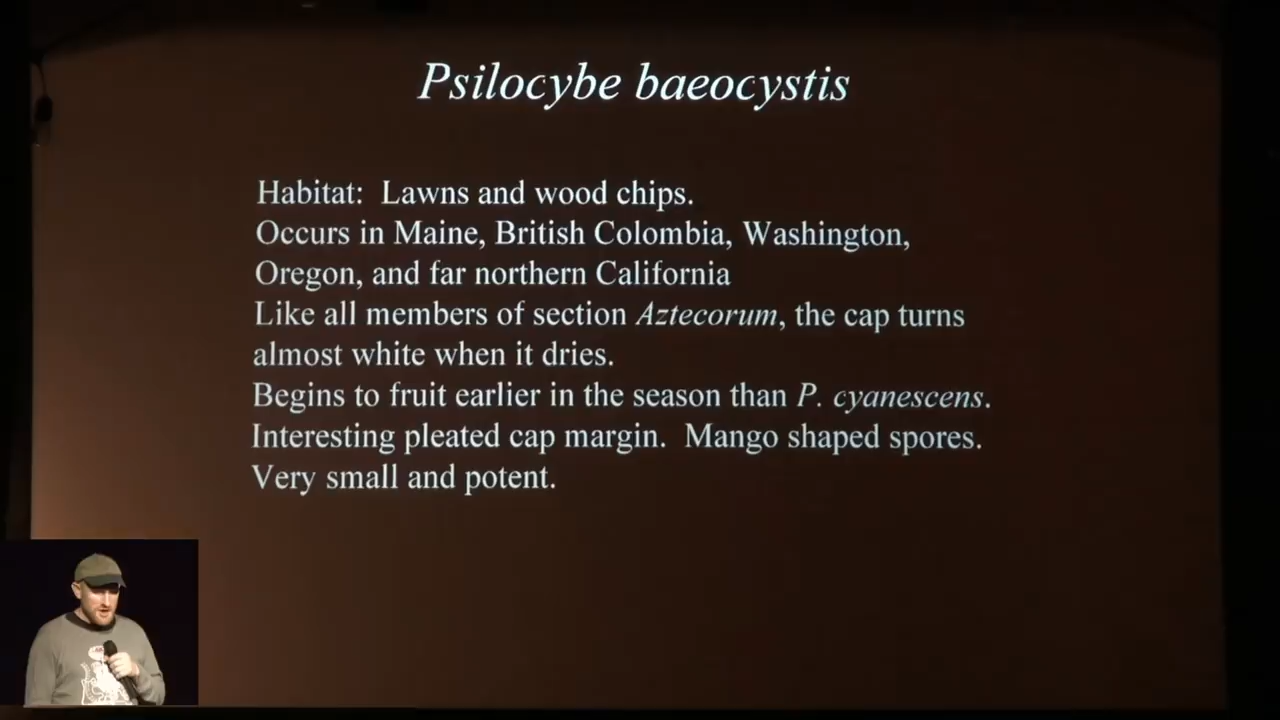 Psilocybe baeocystis
Habitat: Lawns and wood chips.
Occurs in Maine, British Colombia, Washington,
Oregon, and far northern California
Like all members of section Aztecorum, the cap turns
almost white when it dries.
Begins to fruit earlier in the season than P. cyanescens.
Interesting pleated cap margin. Mango shaped spores.
Very small and potent.